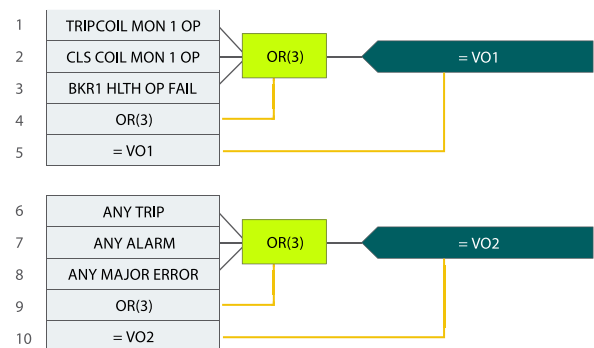 1 TRIPCOIL MON 1 OP
2 CLS COIL MON 1 OP OR(3) = VO1
3 BKR1 HLTH OP FAIL
4 OR(3)
5 = VO1
6 ANY TRIP
7 ANY ALARM OR(3) = VO2
8 ANY MAJOR ERROR
9 OR(3)
10 = VO2